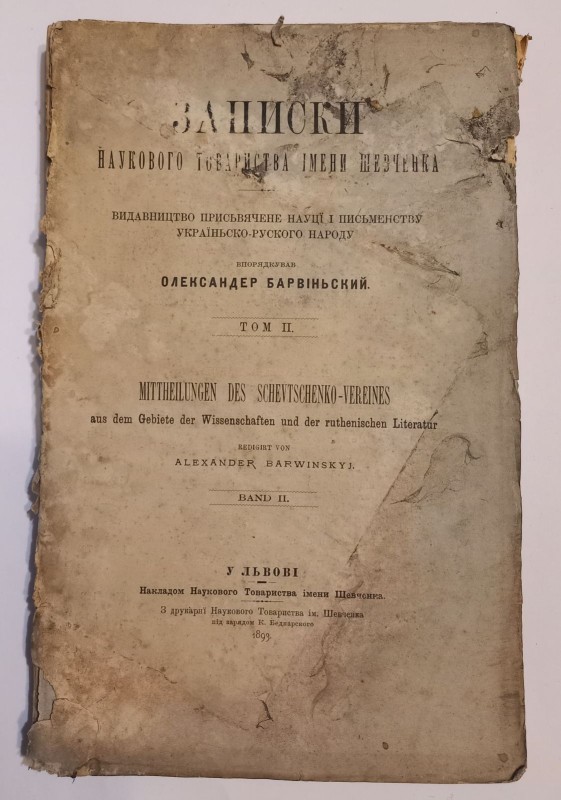 ЗАПИСКИ
НАУКОВОГО ТОВАРИСТВА ІМЕНИ ШЕВЧЕНКА
ВИДАВНИЦТВО ПРИСЬВЯЧЕНЕ НАУЦЇ І ПИСЬМЕНСТВУ
УКРАЇНЬСКО-РУСКОГО НАРОДУ
ВПОРЯДКУВАВ
ОЛЕКСАНДЕР БАРВІНЬСКИЙ.
ТОМ II.
MITTHEILUNGEN DES SCHEVTSCHENKO-VEREINES
aus dem Gebiete der Wissenschaften und der ruthenischen Literatur
REDIGIRT VON
ALEXANDER BARWINSKYJ.
BAND II.
У ЛЬВОВІ
Накладом Наукового Товариства імени Шевченка.
З друкарнї Наукового Товариства ім. Шевченка
під зарядом К. Беднарского
1893